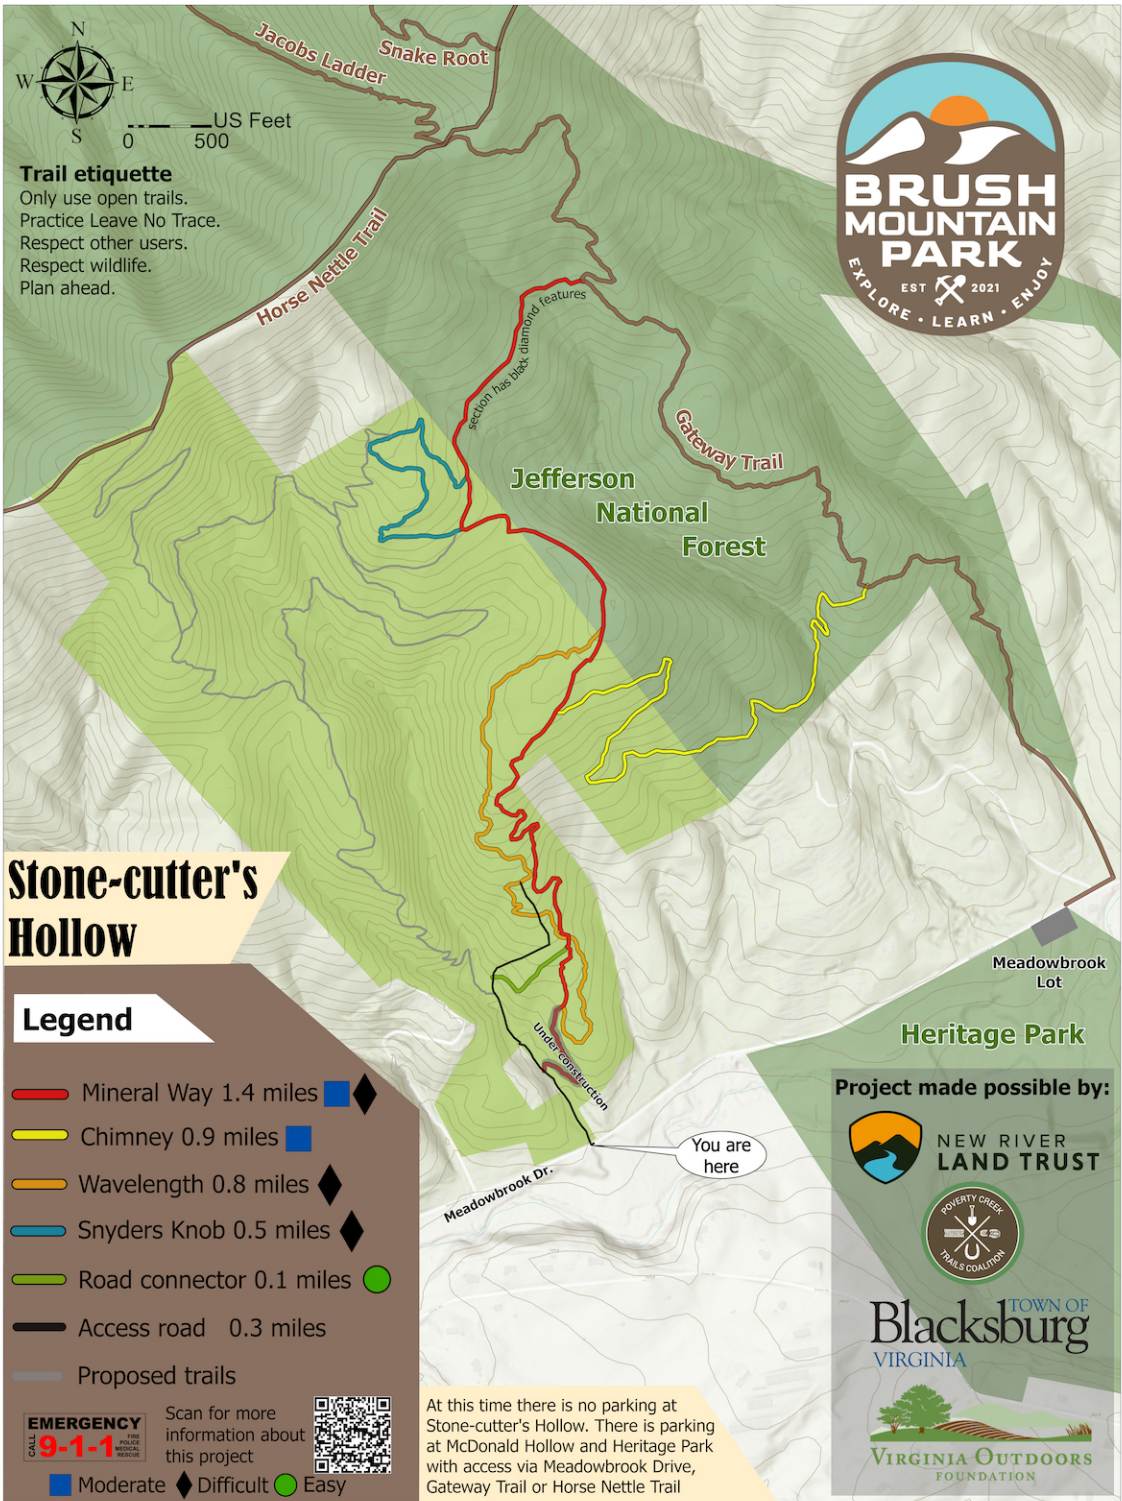 N
W E
S
US Feet
0 500
Trail etiquette
Only use open trails.
Practice Leave No Trace.
Respect other users.
Respect wildlife.
Plan ahead.
Jacobs Ladder
Snake Root
Horse Nettle Trail
BRUSH
MOUNTAIN
PARK
EST 2021
EXPLORE • LEARN • ENJOY
section has black diamond features
Gateway Trail
Jefferson
National
Forest
Stone-cutter's
Hollow
Meadowbrook
Lot
Heritage Park
Under construction
You are
here
Meadowbrook Dr.
Legend
Mineral Way 1.4 miles
Chimney 0.9 miles
Wavelength 0.8 miles
Snyders Knob 0.5 miles
Road connector 0.1 miles
Access road 0.3 miles
Proposed trails
EMERGENCY
CALL
9-1-1
FIRE
POLICE
MEDICAL
RESCUE
Scan for more
information about
this project
Moderate Difficult Easy
At this time there is no parking at
Stone-cutter's Hollow. There is parking
at McDonald Hollow and Heritage Park
with access via Meadowbrook Drive,
Gateway Trail or Horse Nettle Trail
Project made possible by:
NEW RIVER
LAND TRUST
POVERTY CREEK
TRAILS COALITION
TOWN OF
Blacksburg
VIRGINIA
VIRGINIA OUTDOORS
FOUNDATION